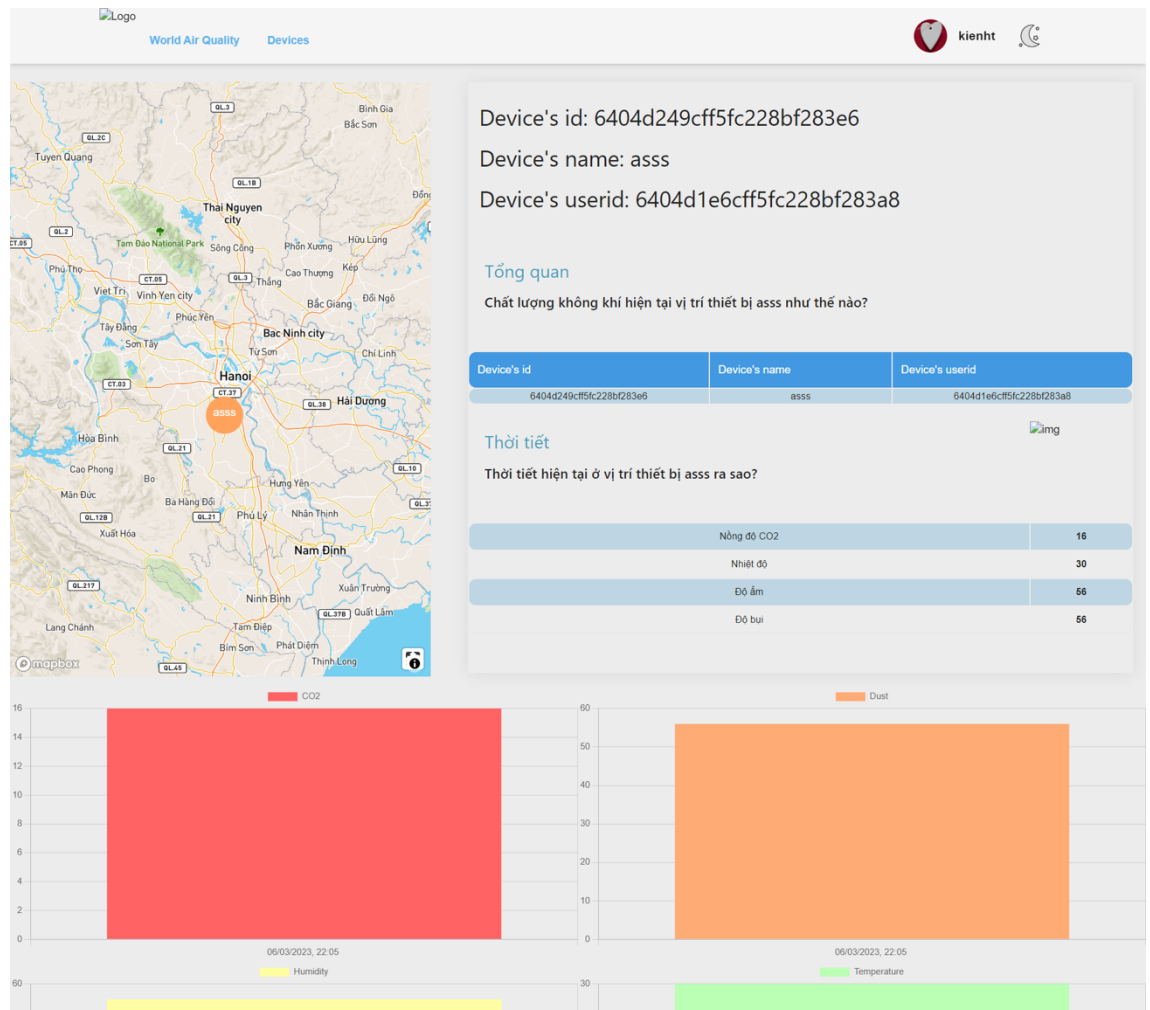 Logo
World Air Quality Devices
kienht
QL.3
Bình Gia
Bắc Sơn
QL.2C
Tuyen Quang
QL.1B
Thai Nguyen
city
QL.2
CT.05
Tam Đảo National Park
Sông Công
Phồn Xương
Hữu Lũng
Phú Thọ
CT.05
QL.3
Thắng
Cao Thượng
Kép
Viet Tri
Vinh Yen city
Bắc Giang
Đồi Ngô
Phúc Yên
Tây Đằng
Bac Ninh city
Sơn Tây
Từ Sơn
Chí Linh
Hanoi
CT.03
CT.37
QL.38
Hải Dương
asss
Hòa Bình
QL.21
Cao Phong
Bo
QL.10
Hưng Yên
Mãn Đức
Ba Hàng Đồi
QL.12B
QL.21
Phủ Lý
Nhân Thịnh
Xuất Hóa
Nam Định
QL.217
Ninh Bình
Xuân Trường
QL.37B
Quất Lâm
Lang Chánh
Tam Điệp
Bỉm Sơn
Phát Diệm
Thịnh Long
mapbox
QL.45
Device's id: 6404d249cff5fc228bf283e6
Device's name: asss
Device's userid: 6404d1e6cff5fc228bf283a8
Tổng quan
Chất lượng không khí hiện tại vị trí thiết bị asss như thế nào?
Device's id Device's name Device's userid
6404d249cff5fc228bf283e6 asss 6404d1e6cff5fc228bf283a8
img
Thời tiết
Thời tiết hiện tại ở vị trí thiết bị asss ra sao?
Nồng độ CO2 16
Nhiệt độ 30
Độ ẩm 56
Độ bụi 56
CO2
16
14
12
10
8
6
4
2
0
06/03/2023, 22:05
Dust
60
50
40
30
20
10
0
06/03/2023, 22:05
Humidity
60
Temperature
30